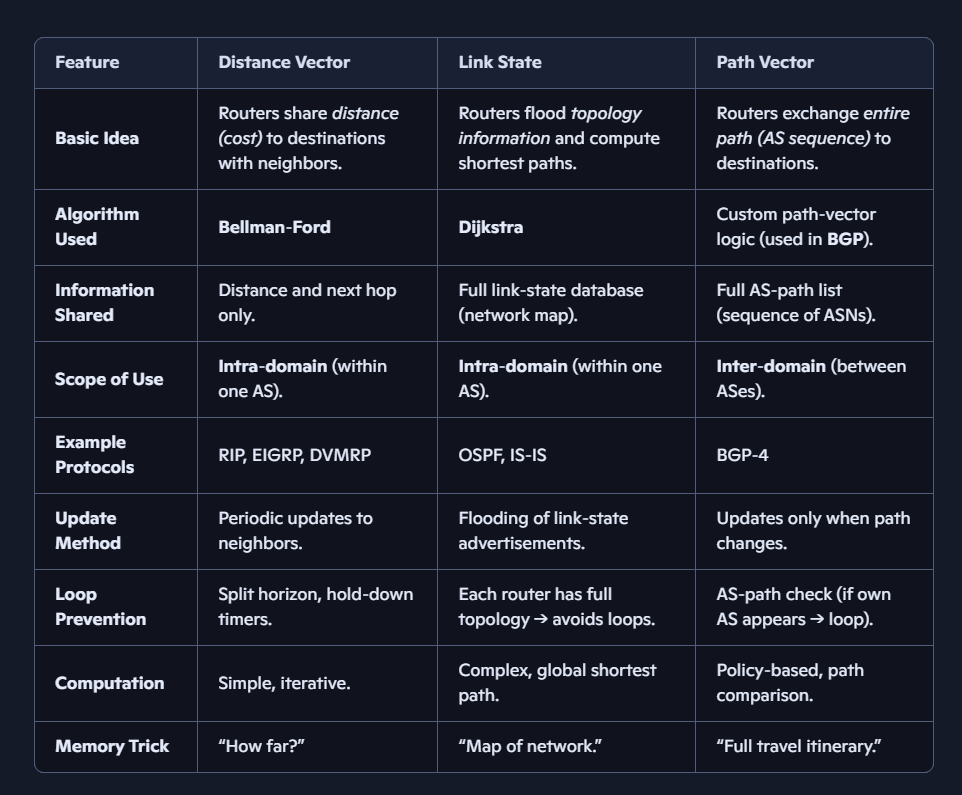 Feature
Distance Vector
Link State
Path Vector
Basic Idea
Routers share distance
(cost) to destinations
with neighbors.
Routers flood topology
information and compute
shortest paths.
Routers exchange entire
path (AS sequence) to
destinations.
Algorithm
Used
Bellman-Ford
Dijkstra
Custom path-vector
logic (used in BGP).
Information
Shared
Distance and next hop
only.
Full link-state database
(network map).
Full AS-path list
(sequence of ASNs).
Scope of Use
Intra-domain (within
one AS).
Intra-domain (within one
AS).
Inter-domain (between
ASes).
Example
Protocols
RIP, EIGRP, DVMRP
OSPF, IS-IS
BGP-4
Update
Method
Periodic updates to
neighbors.
Flooding of link-state
advertisements.
Updates only when path
changes.
Loop
Prevention
Split horizon, hold-down
timers.
Each router has full
topology → avoids loops.
AS-path check (if own
AS appears → loop).
Computation
Simple, iterative.
Complex, global shortest
path.
Policy-based, path
comparison.
Memory Trick
“How far?”
“Map of network.”
“Full travel itinerary.”